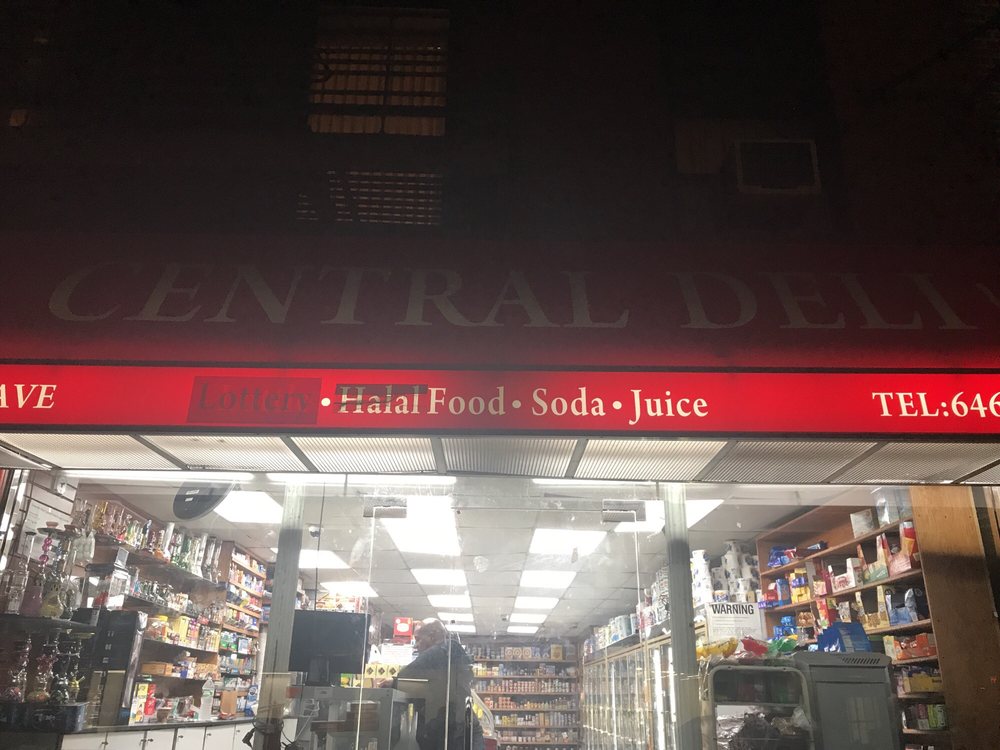 CENTRAL DELI
AVE Lottery • Halal Food • Soda • Juice TEL:646
WARNING